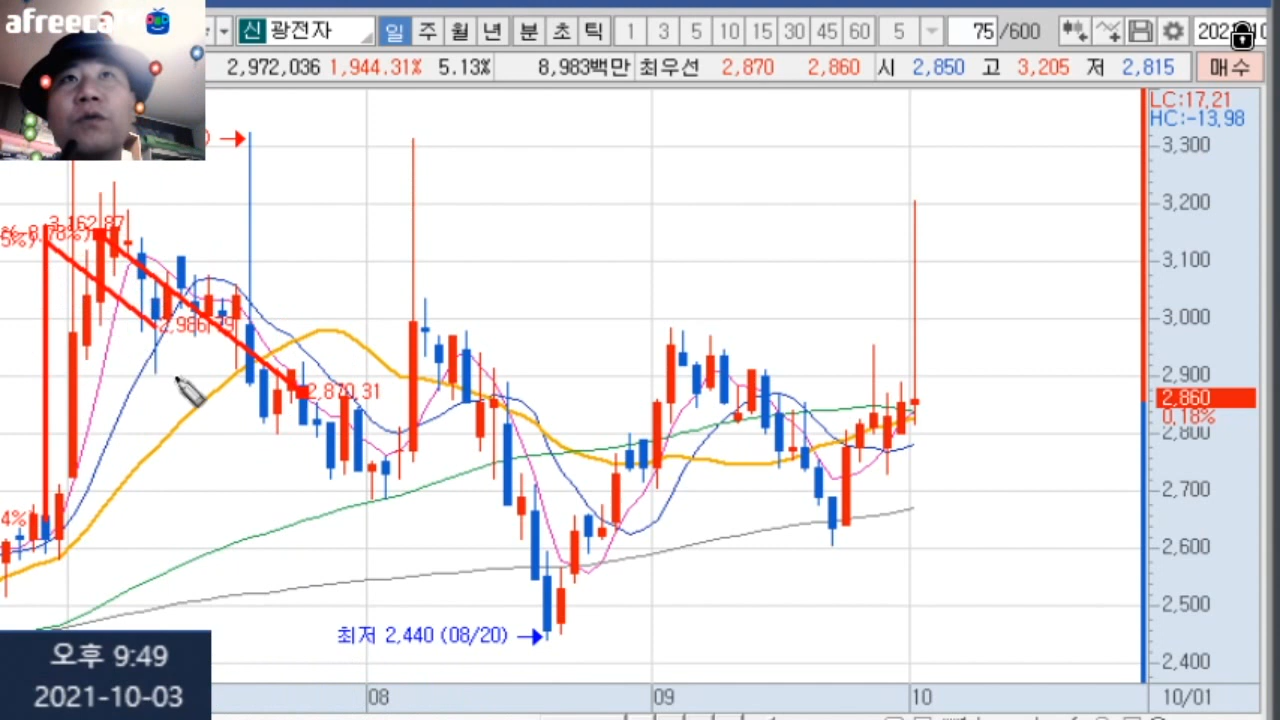 afreeca
신 광전자 일 주 월 년 분 초 틱 1 3 5 10 15 30 45 60 5 75 /600
2,972,036 1,944.31% 5.13% 8,983백만 최우선 2,870 2,860 시 2,850 고 3,205 저 2,815 매수
LC:17,21
HC:-13,98
3,300
3,200
3,162.87
3,100
2,986.79
3,000
2,900
2,870.31
2,860
0,18%
2,800
2,700
4%
2,600
2,500
최저 2,440 (08/20)
2,400
오후 9:49
2021-10-03
08 09 10 10/01